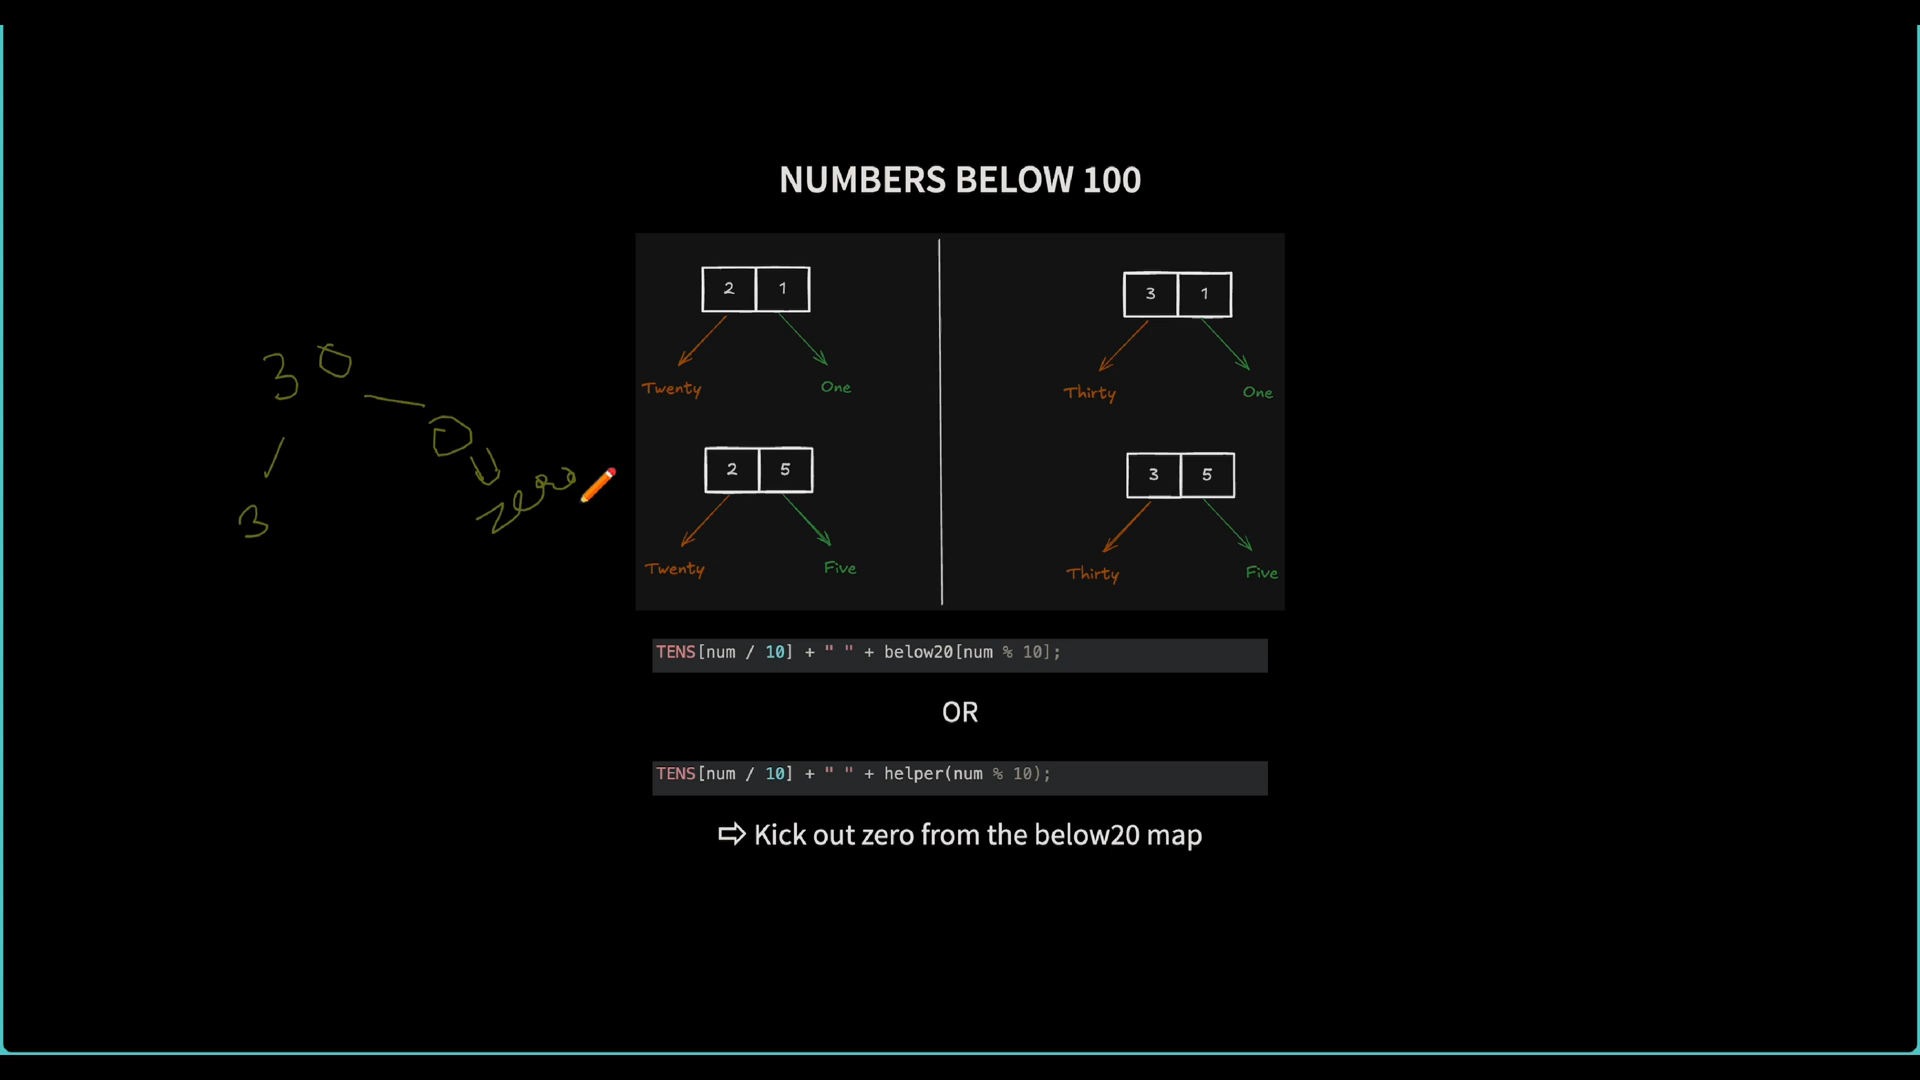 NUMBERS BELOW 100
2 1
3 1
Twenty One
Thirty One
2 5
3 5
Twenty Five
Thirty Five
30
0
3
zero
TENS[num / 10] + " " + below20[num % 10];
OR
TENS[num / 10] + " " + helper(num % 10);
⇨ Kick out zero from the below20 map